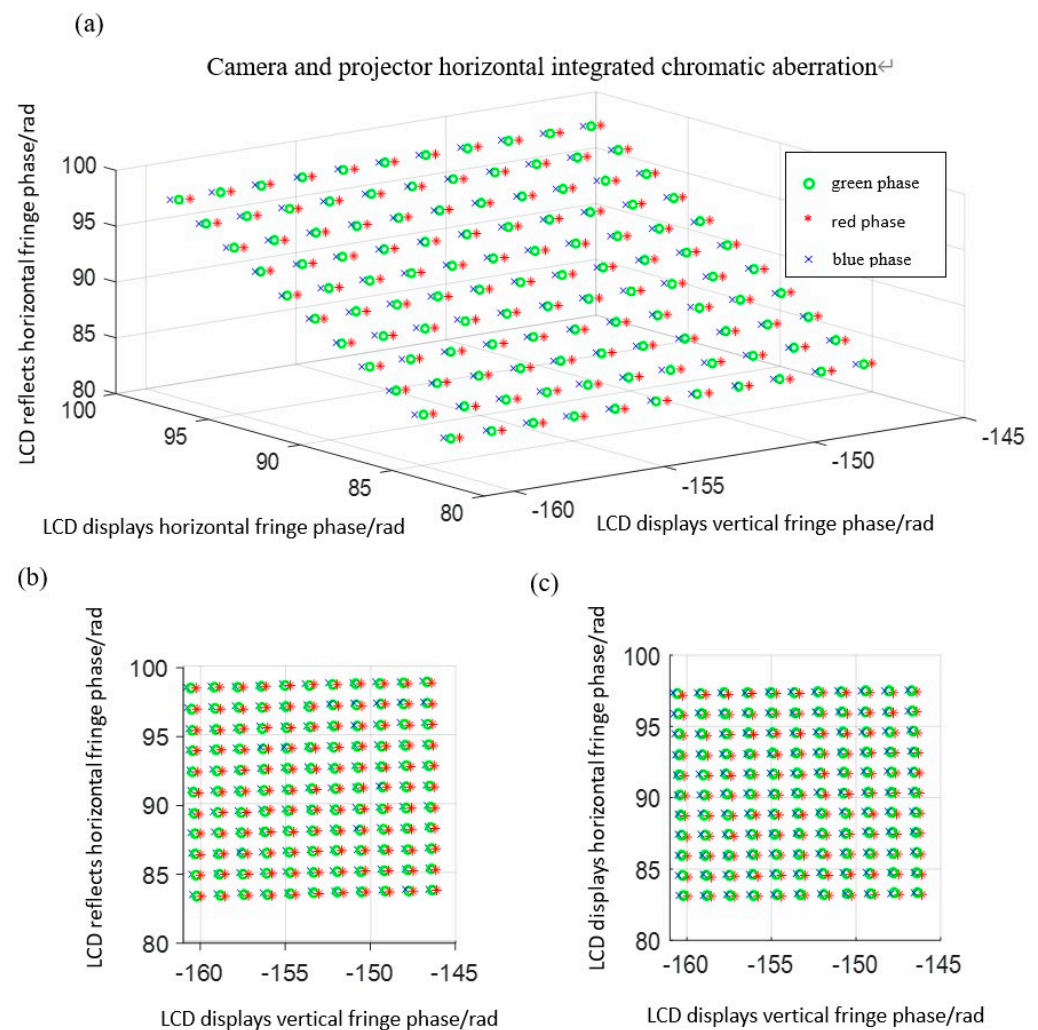 (a)
Camera and projector horizontal integrated chromatic aberration↵
LCD reflects horizontal fringe phase/rad
100
95
90
85
80
green phase
red phase
blue phase
100
95
90
85
80
-160
-155
-150
-145
LCD displays horizontal fringe phase/rad
LCD displays vertical fringe phase/rad
(b)
LCD reflects horizontal fringe phase/rad
100
95
90
85
80
-160
-155
-150
-145
LCD displays vertical fringe phase/rad
(c)
LCD displays horizontal fringe phase/rad
100
95
90
85
80
-160
-155
-150
-145
LCD displays vertical fringe phase/rad